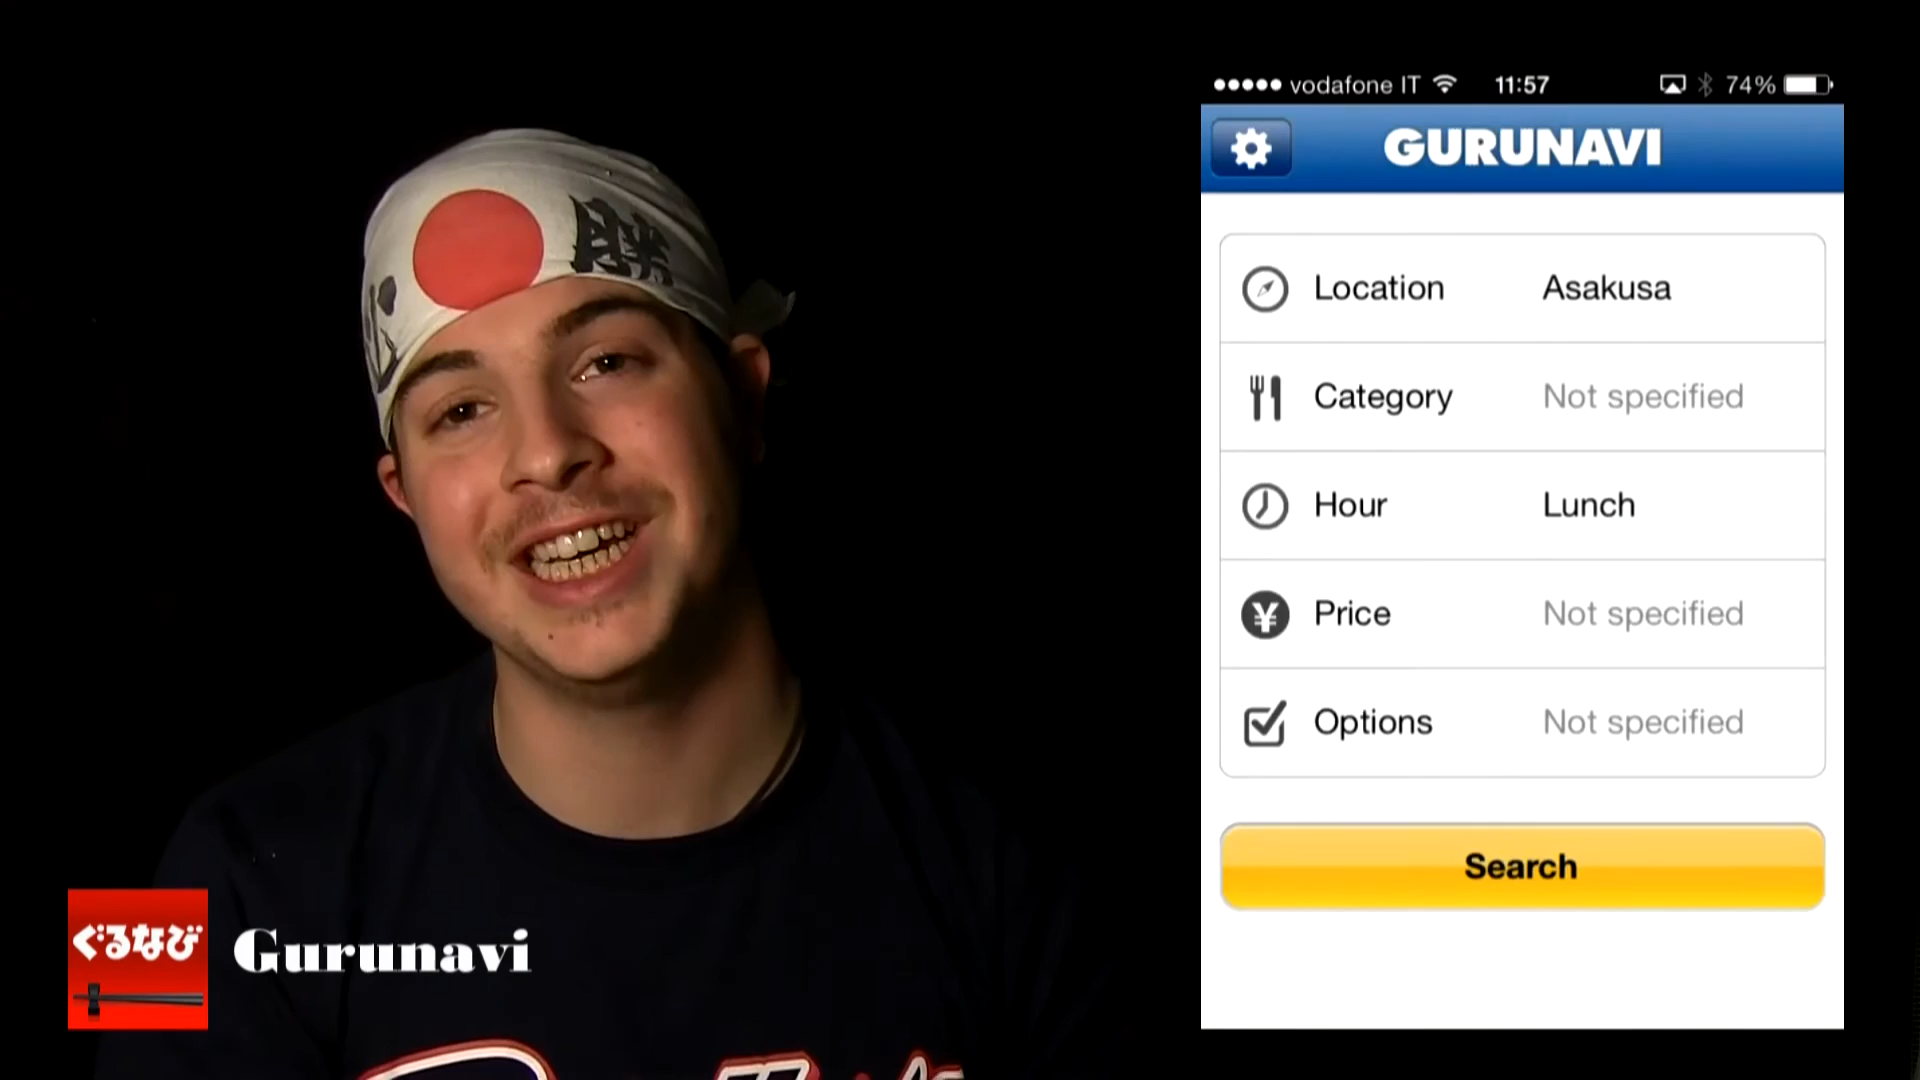 勝
vodafone IT 11:57 74%
GURUNAVI
Location Asakusa
Category Not specified
Hour Lunch
Price Not specified
Options Not specified
Search
ぐるなび
Gurunavi